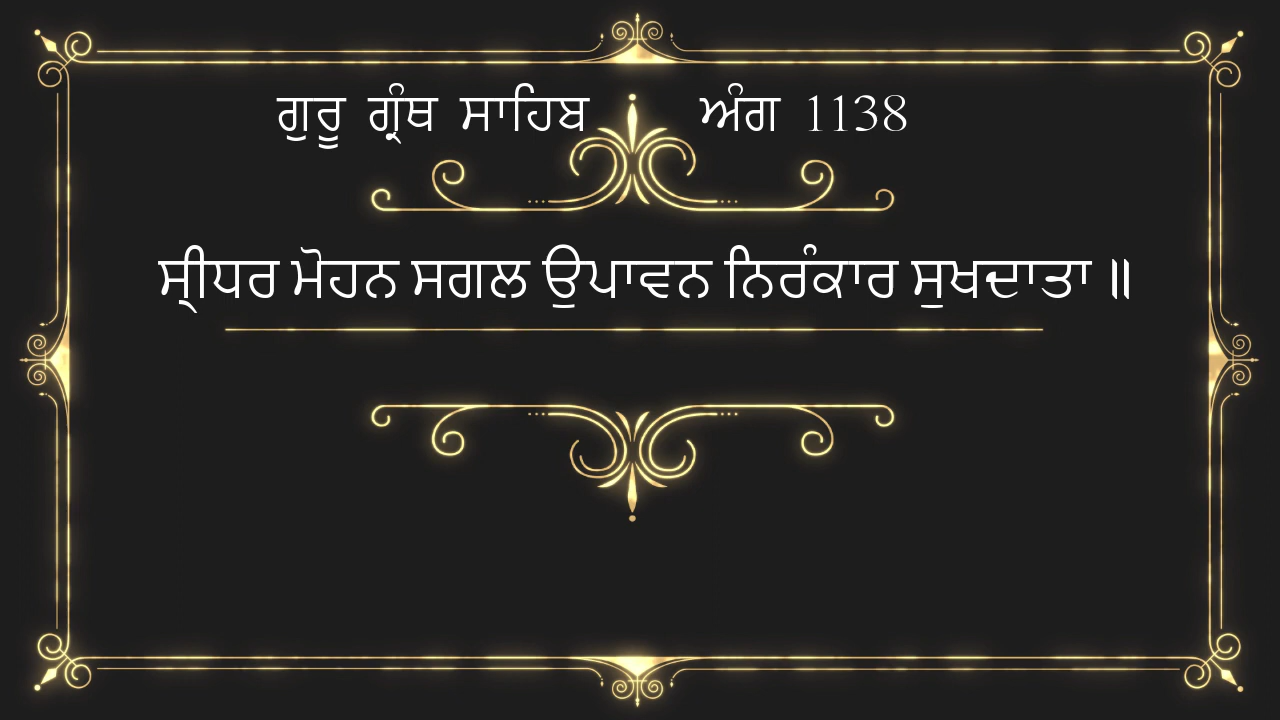 ਗੁਰੂ ਗ੍ਰੰਥ ਸਾਹਿਬ ਅੰਗ 1138
ਸ੍ਰੀਧਰ ਮੋਹਨ ਸਗਲ ਉਪਾਵਨ ਨਿਰੰਕਾਰ ਸੁਖਦਾਤਾ ॥